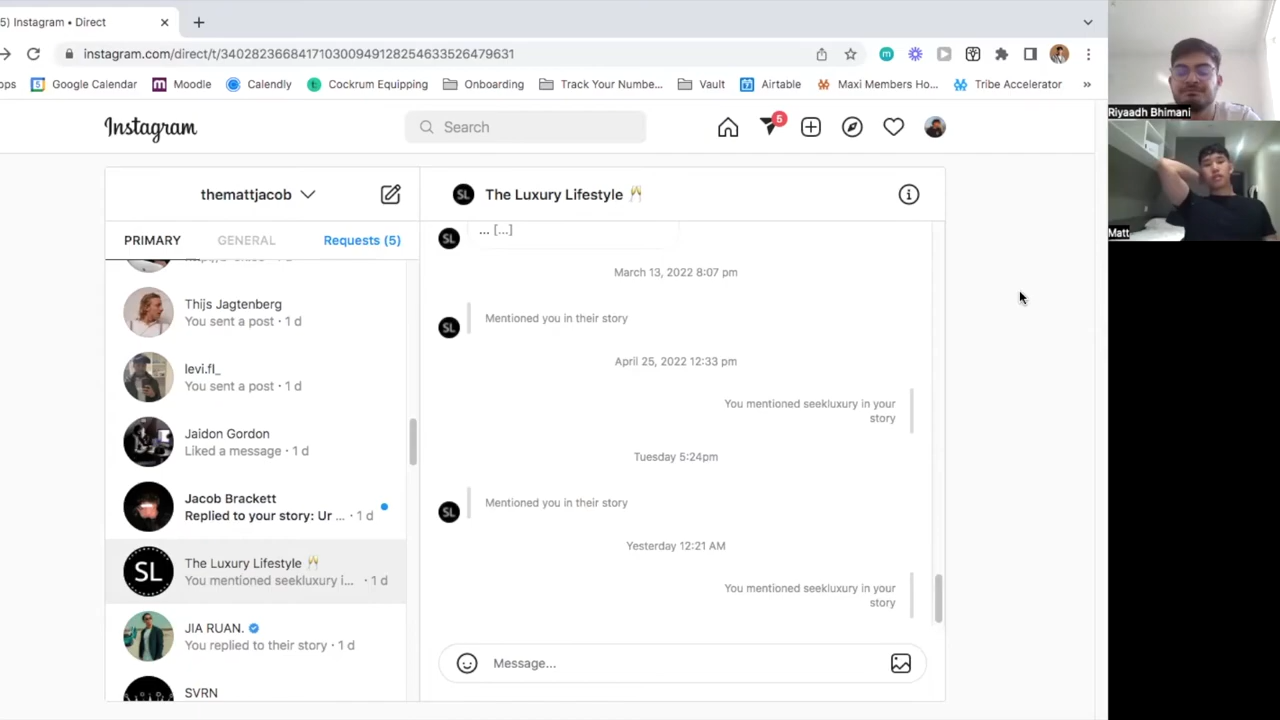 5) Instagram • Direct
instagram.com/direct/t/340282366841710300949128254633526479631
ops
Google Calendar
Moodle
Calendly
Cockrum Equipping
Onboarding
Track Your Numbe...
Vault
Airtable
Maxi Members Ho...
Tribe Accelerator
»
Instagram
Search
5
themattjacob
PRIMARY
GENERAL
Requests (5)
Thijs Jagtenberg
You sent a post · 1 d
levi.fl_
You sent a post · 1 d
Jaidon Gordon
Liked a message · 1 d
Jacob Brackett
Replied to your story: Ur ... · 1 d
SL
The Luxury Lifestyle 🥂
You mentioned seekluxury i... · 1 d
JIA RUAN.
You replied to their story · 1 d
SVRN
SL
The Luxury Lifestyle 🥂
SL
... [...]
March 13, 2022 8:07 pm
SL
Mentioned you in their story
April 25, 2022 12:33 pm
You mentioned seekluxury in your
story
Tuesday 5:24pm
SL
Mentioned you in their story
Yesterday 12:21 AM
You mentioned seekluxury in your
story
Message...
Riyaadh Bhimani
Matt